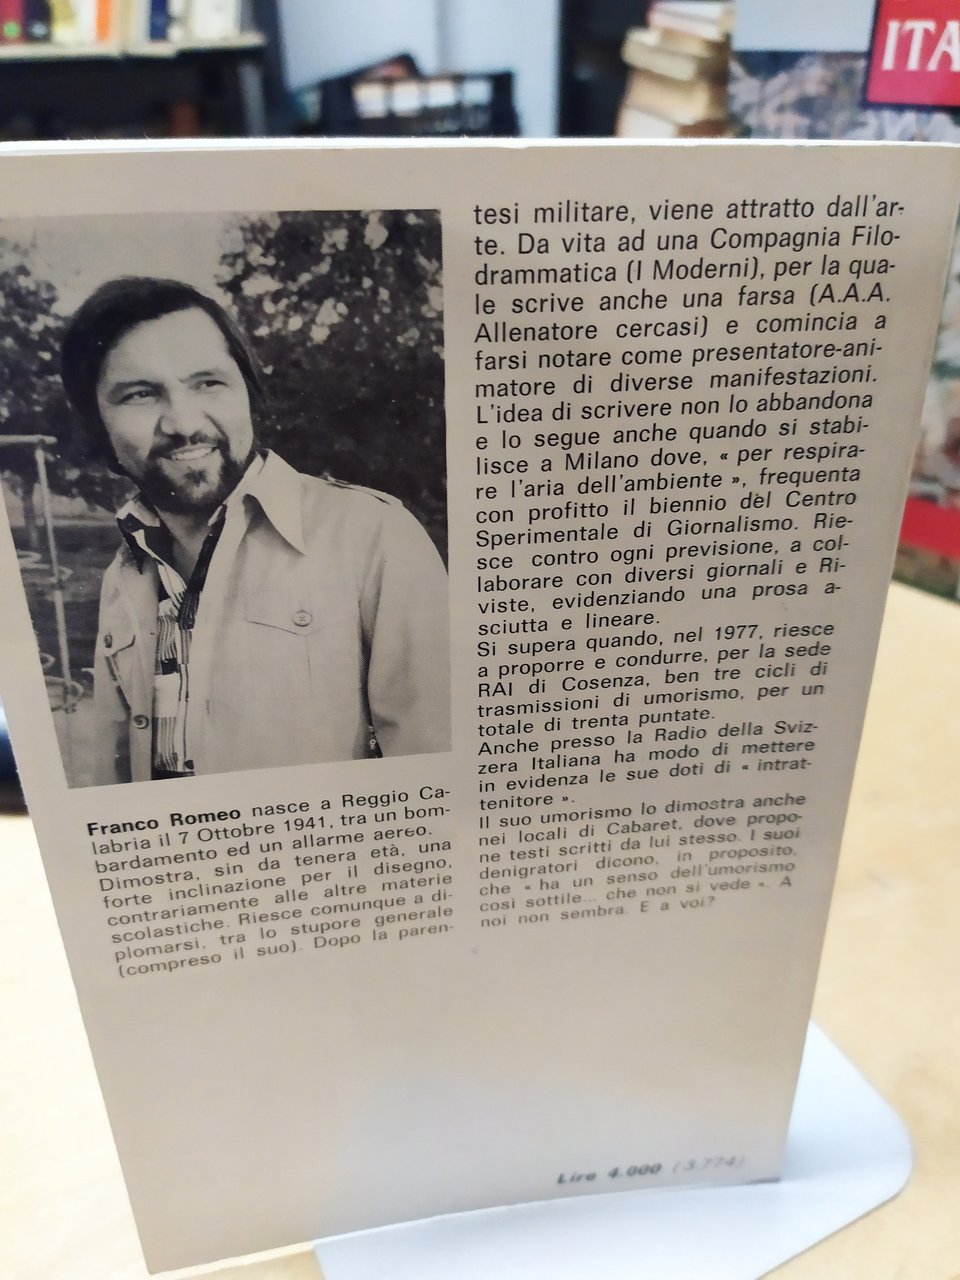 ITA
Franco Romeo nasce a Reggio Ca-
labria il 7 Ottobre 1941, tra un bom-
bardamento ed un allarme aereo.
Dimostra, sin da tenera età, una
forte inclinazione per il disegno,
contrariamente alle altre materie
scolastiche. Riesce comunque a di-
plomarsi, tra lo stupore generale
(compreso il suo). Dopo la paren-
tesi militare, viene attratto dall'ar-
te. Da vita ad una Compagnia Filo-
drammatica (I Moderni), per la qua-
le scrive anche una farsa (A.A.A.
Allenatore cercasi) e comincia a
farsi notare come presentatore-ani-
matore di diverse manifestazioni.
L'idea di scrivere non lo abbandona
e lo segue anche quando si stabi-
lisce a Milano dove, « per respira-
re l'aria dell'ambiente », frequenta
con profitto il biennio del Centro
Sperimentale di Giornalismo. Rie-
sce contro ogni previsione, a col-
laborare con diversi giornali e Ri-
viste, evidenziando una prosa a-
sciutta e lineare.
Si supera quando, nel 1977, riesce
a proporre e condurre, per la sede
RAI di Cosenza, ben tre cicli di
trasmissioni di umorismo, per un
totale di trenta puntate.
Anche presso la Radio della Sviz-
zera Italiana ha modo di mettere
in evidenza le sue doti di « intrat-
tenitore ».
Il suo umorismo lo dimostra anche
nei locali di Cabaret, dove propo-
ne testi scritti da lui stesso. I suoi
denigratori dicono, in proposito,
che « ha un senso dell'umorismo
così sottile... che non si vede ». A
noi non sembra. E a voi?
Lire 4.000 (3.774)